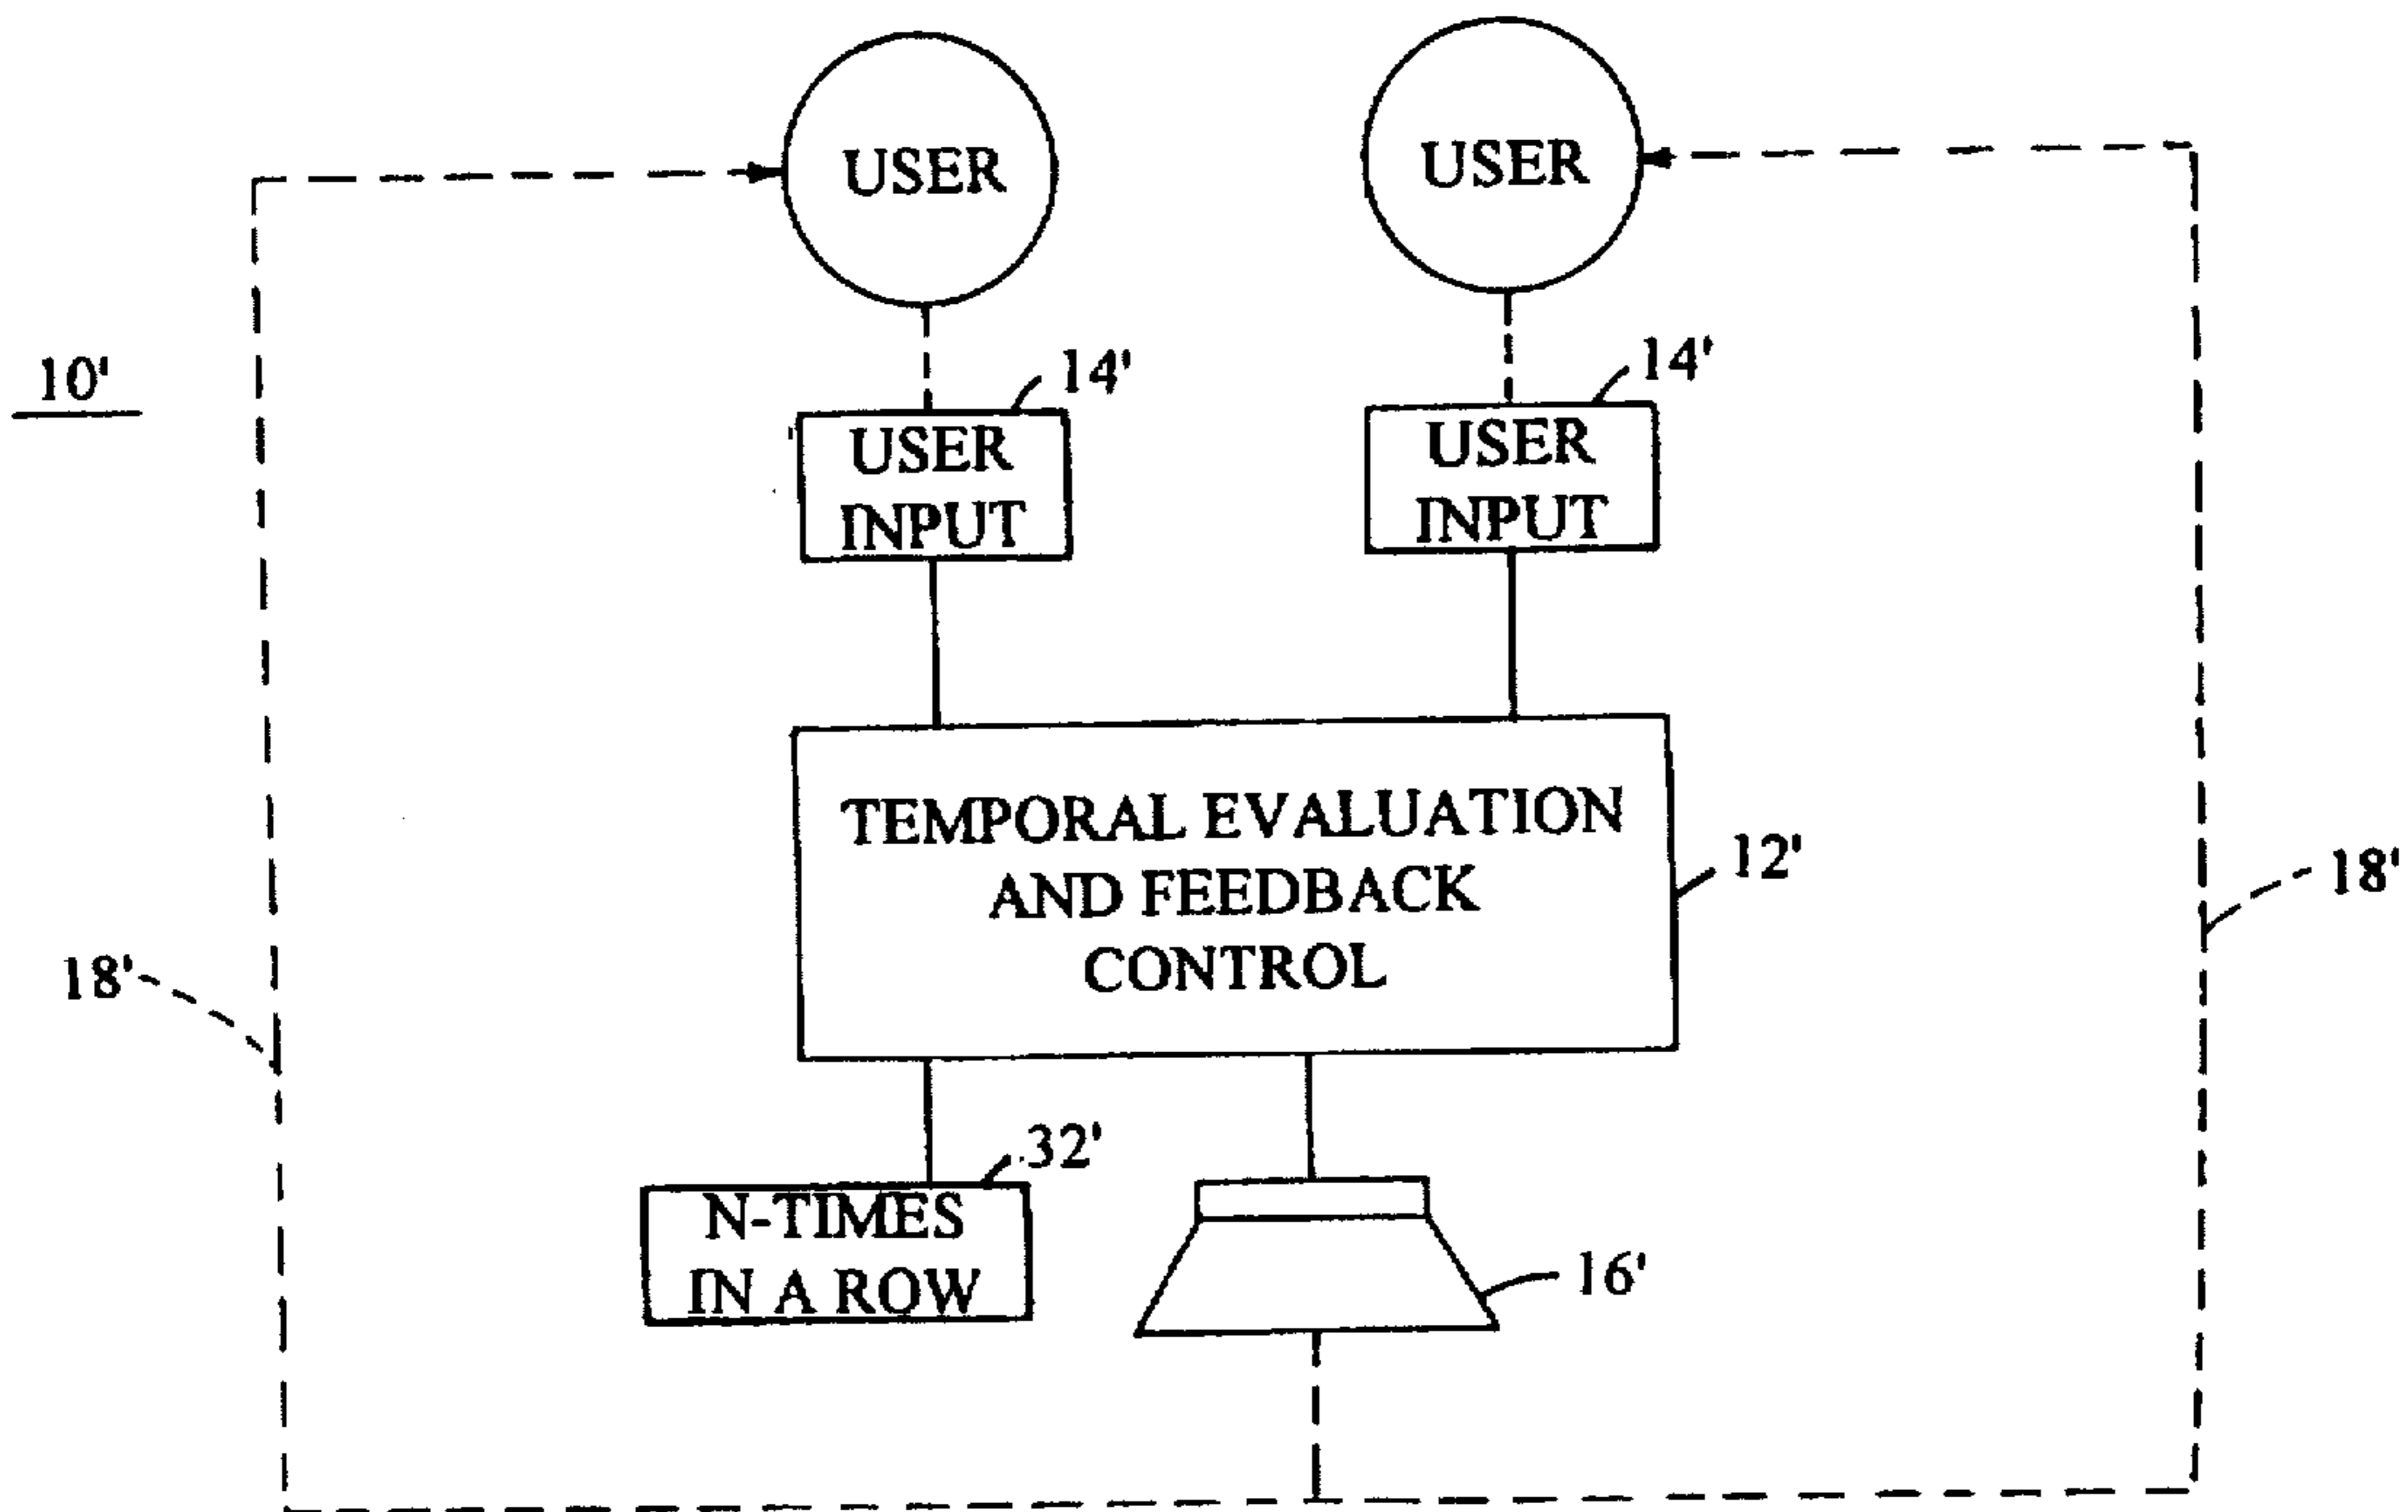 USER
USER
10'
14'
14'
USER
INPUT
USER
INPUT
TEMPORAL EVALUATION
AND FEEDBACK
CONTROL
12'
18'
18'
32'
N-TIMES
IN A ROW
16'